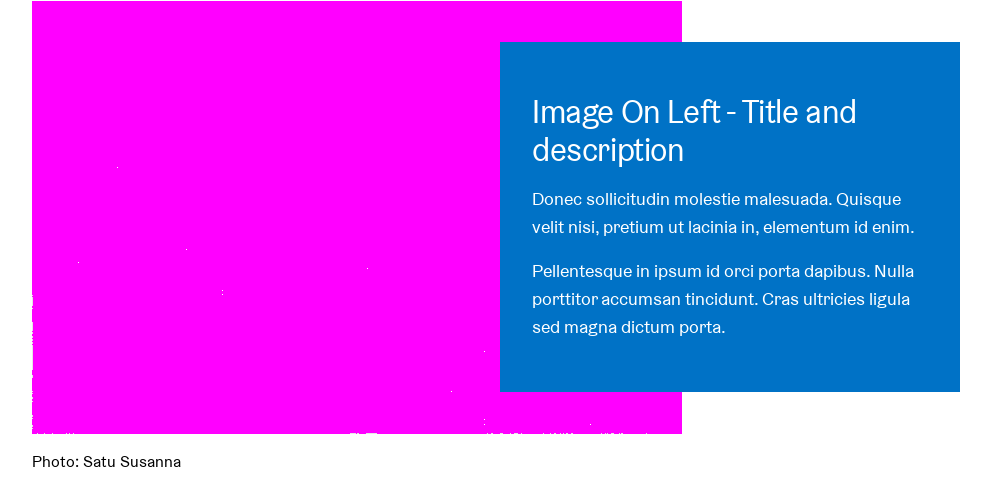 Image On Left - Title and
description
Donec sollicitudin molestie malesuada. Quisque
velit nisi, pretium ut lacinia in, elementum id enim.
Pellentesque in ipsum id orci porta dapibus. Nulla
porttitor accumsan tincidunt. Cras ultricies ligula
sed magna dictum porta.
Photo: Satu Susanna